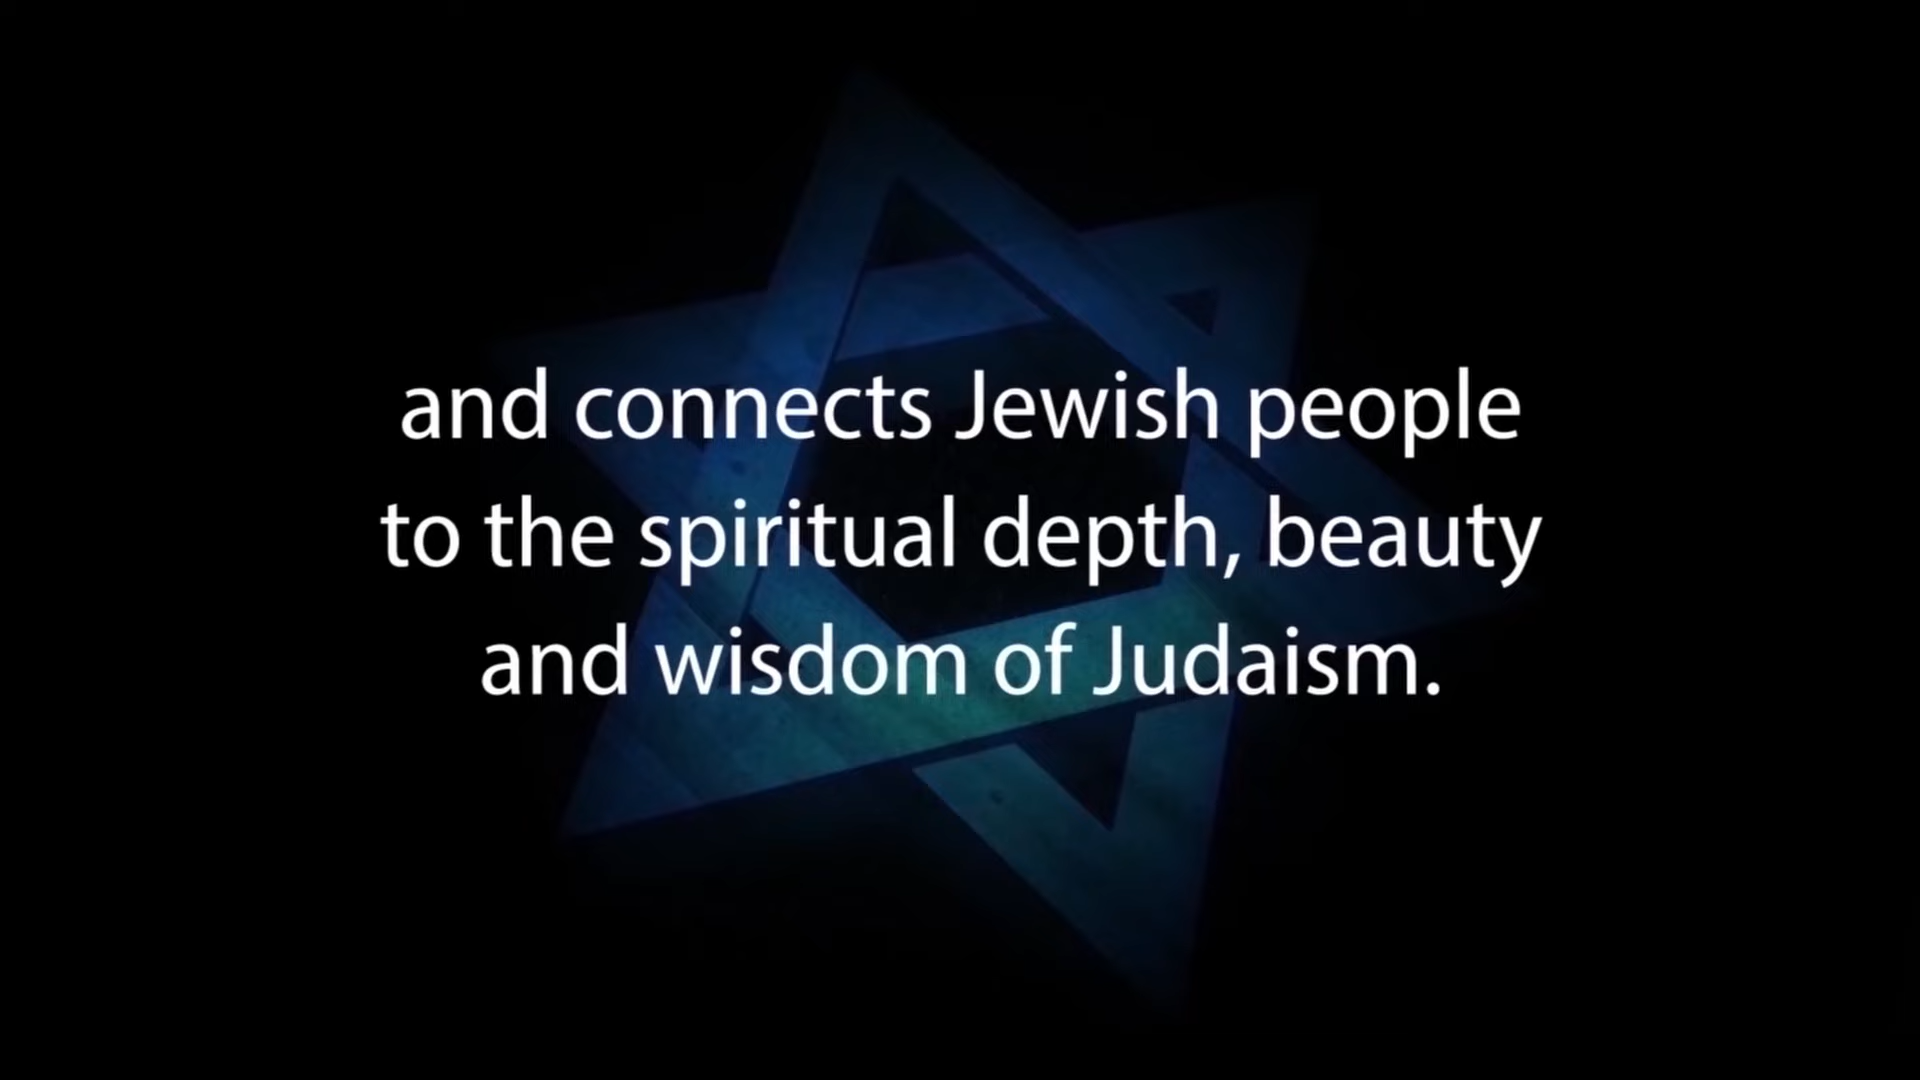 and connects Jewish people
to the spiritual depth, beauty
and wisdom of Judaism.